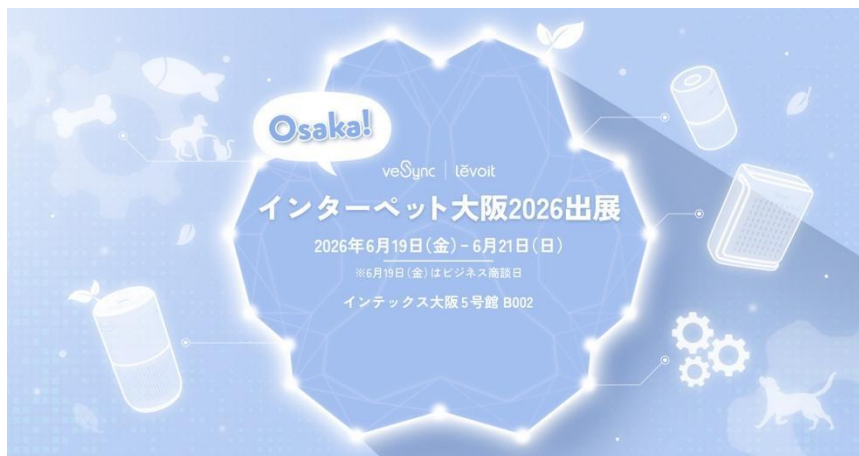 Osaka!
veSync | levoit
インターペット大阪2026出展
2026年6月19日(金)-6月21日(日)
※6月19日(金)はビジネス商談日
インテックス大阪5号館 B002